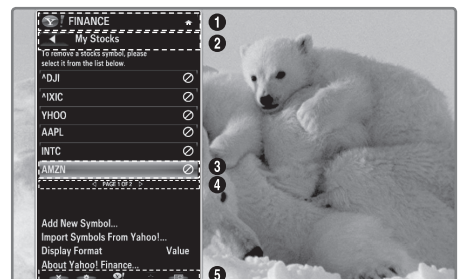 Y! FINANCE
1
My Stocks
2
To remove a stocks symbol, please
select it from the list below.
^DJI
^IXIC
YHOO
AAPL
INTC
AMZN
3
PAGE 1 OF 2
4
Add New Symbol...
Import Symbols From Yahoo!...
Display Format Value
About Yahoo! Finance...
5